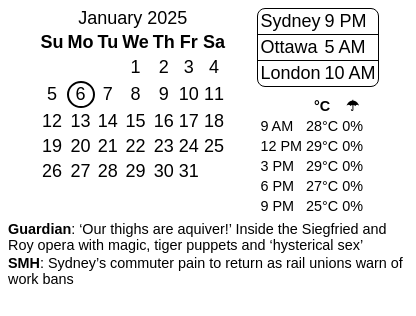 January 2025
Su Mo Tu We Th Fr Sa
1 2 3 4
5 6 7 8 9 10 11
12 13 14 15 16 17 18
19 20 21 22 23 24 25
26 27 28 29 30 31
Sydney 9 PM
Ottawa 5 AM
London 10 AM
°C ☂
9 AM 28°C 0%
12 PM 29°C 0%
3 PM 29°C 0%
6 PM 27°C 0%
9 PM 25°C 0%
Guardian: ‘Our thighs are aquiver!’ Inside the Siegfried and
Roy opera with magic, tiger puppets and ‘hysterical sex’
SMH: Sydney’s commuter pain to return as rail unions warn of
work bans